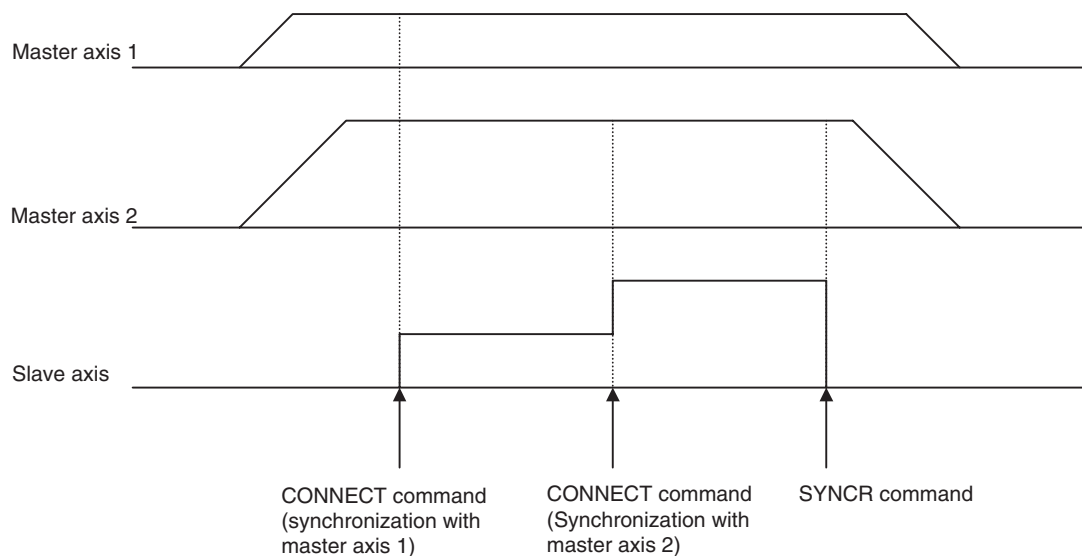 Master axis 1
Master axis 2
Slave axis
CONNECT command
(synchronization with
master axis 1)
CONNECT command
(Synchronization with
master axis 2)
SYNCR command